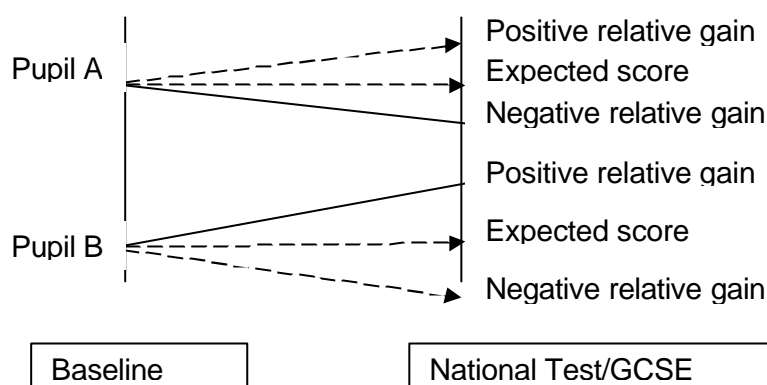 Positive relative gain
Pupil A
Expected score
Negative relative gain
Positive relative gain
Pupil B
Expected score
Negative relative gain
Baseline
National Test/GCSE